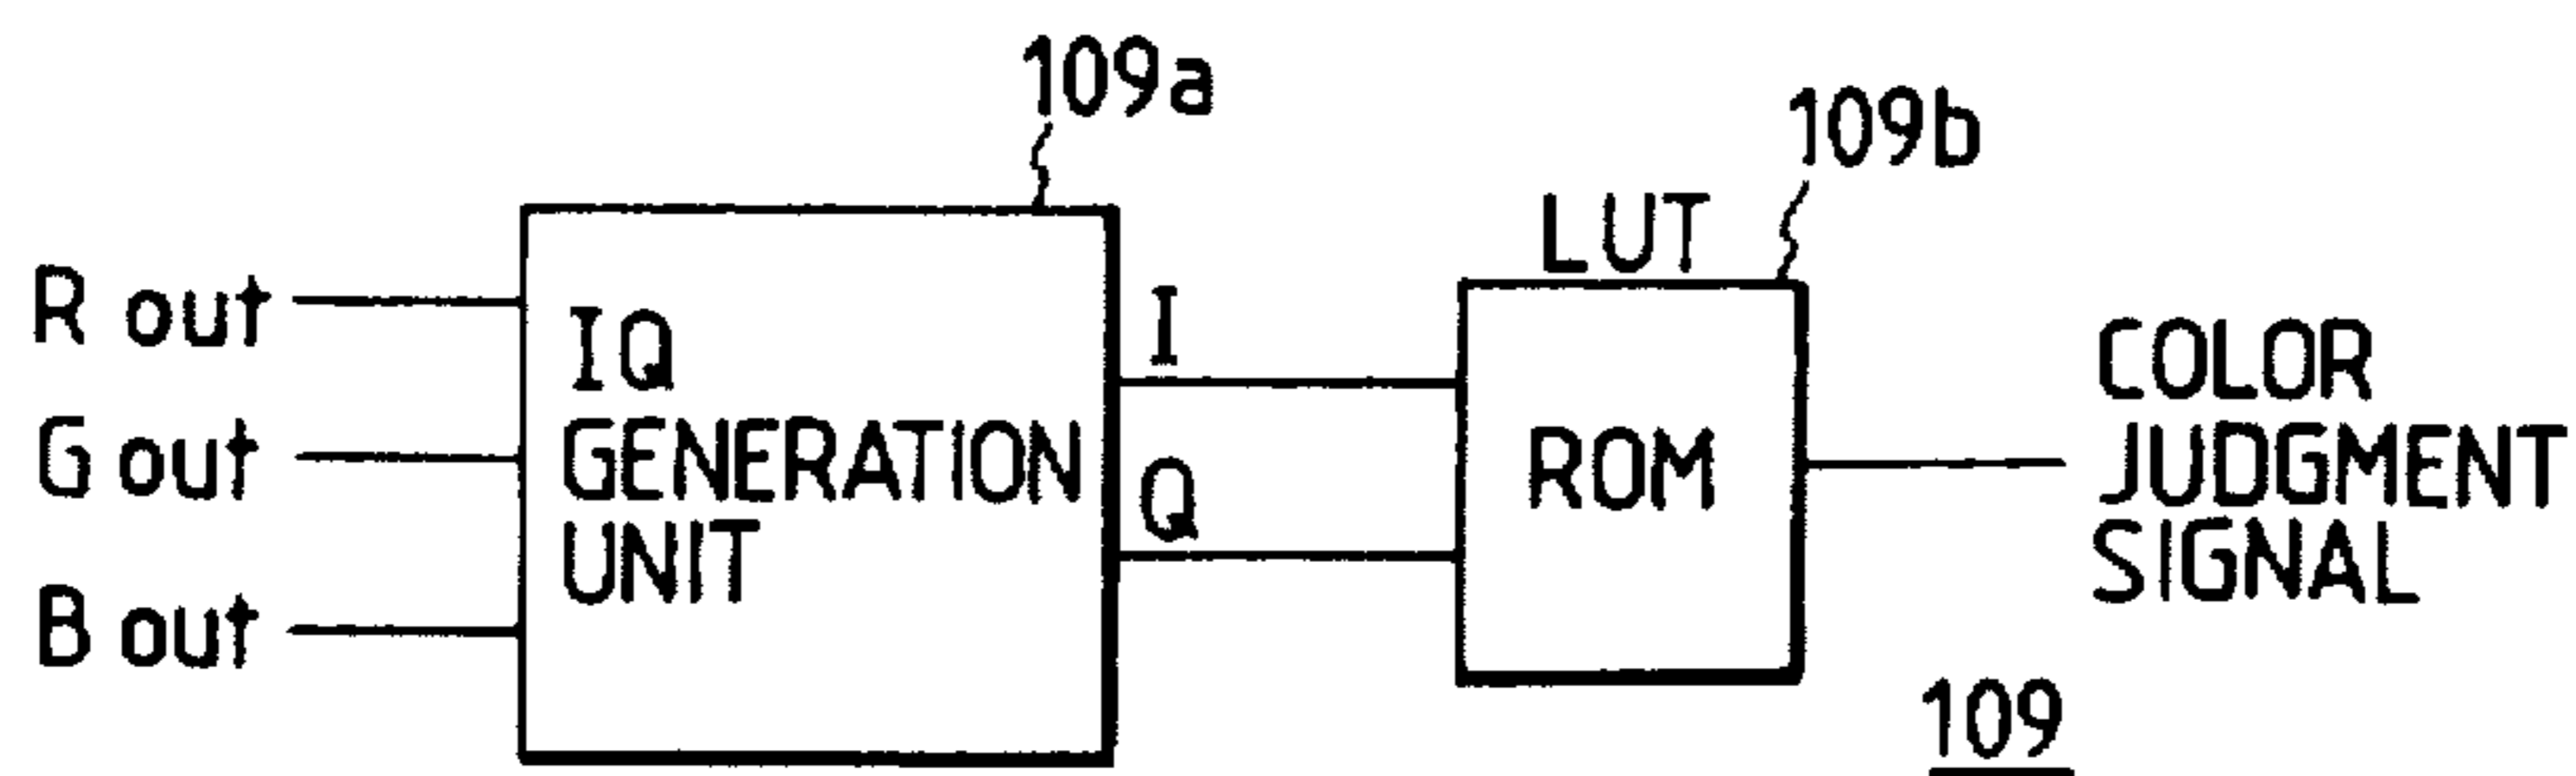 109a
109b
LUT
R out
G out
B out
IQ
GENERATION
UNIT
I
Q
ROM
COLOR
JUDGMENT
SIGNAL
109